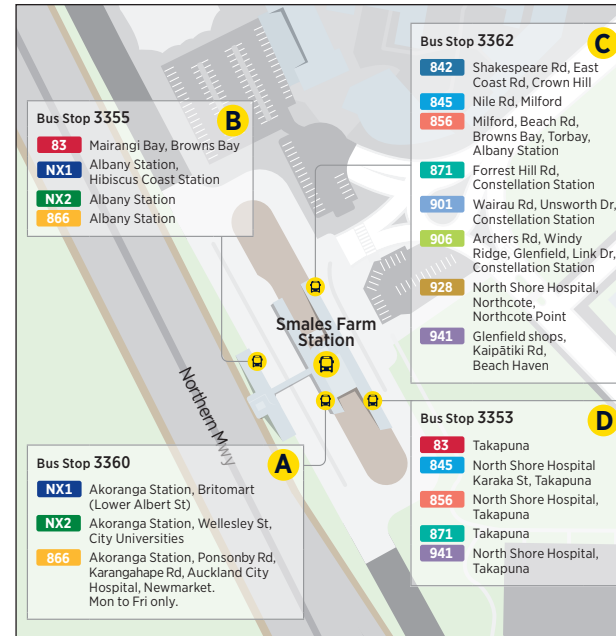 Bus Stop 3355
B
83 Mairangi Bay, Browns Bay
NX1 Albany Station,
Hibiscus Coast Station
NX2 Albany Station
866 Albany Station
Bus Stop 3362
C
842 Shakespeare Rd, East
Coast Rd, Crown Hill
845 Nile Rd, Milford
856 Milford, Beach Rd,
Browns Bay, Torbay,
Albany Station
871 Forrest Hill Rd,
Constellation Station
901 Wairau Rd, Unsworth Dr,
Constellation Station
906 Archers Rd, Windy
Ridge, Glenfield, Link Dr,
Constellation Station
928 North Shore Hospital,
Northcote,
Northcote Point
941 Glenfield shops,
Kaipātiki Rd,
Beach Haven
Smales Farm
Station
Northern Mwy
Bus Stop 3360
A
NX1 Akoranga Station, Britomart
(Lower Albert St)
NX2 Akoranga Station, Wellesley St,
City Universities
866 Akoranga Station, Ponsonby Rd,
Karangahape Rd, Auckland City
Hospital, Newmarket.
Mon to Fri only.
Bus Stop 3353
D
83 Takapuna
845 North Shore Hospital
Karaka St, Takapuna
856 North Shore Hospital,
Takapuna
871 Takapuna
941 North Shore Hospital,
Takapuna